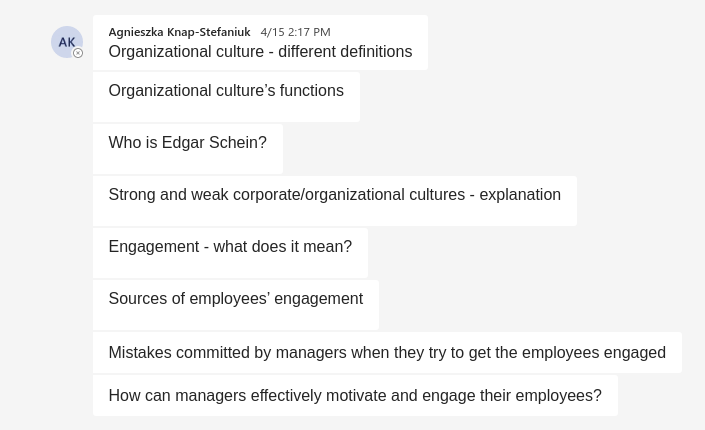 AK
Agnieszka Knap-Stefaniuk 4/15 2:17 PM
Organizational culture - different definitions
Organizational culture’s functions
Who is Edgar Schein?
Strong and weak corporate/organizational cultures - explanation
Engagement - what does it mean?
Sources of employees’ engagement
Mistakes committed by managers when they try to get the employees engaged
How can managers effectively motivate and engage their employees?